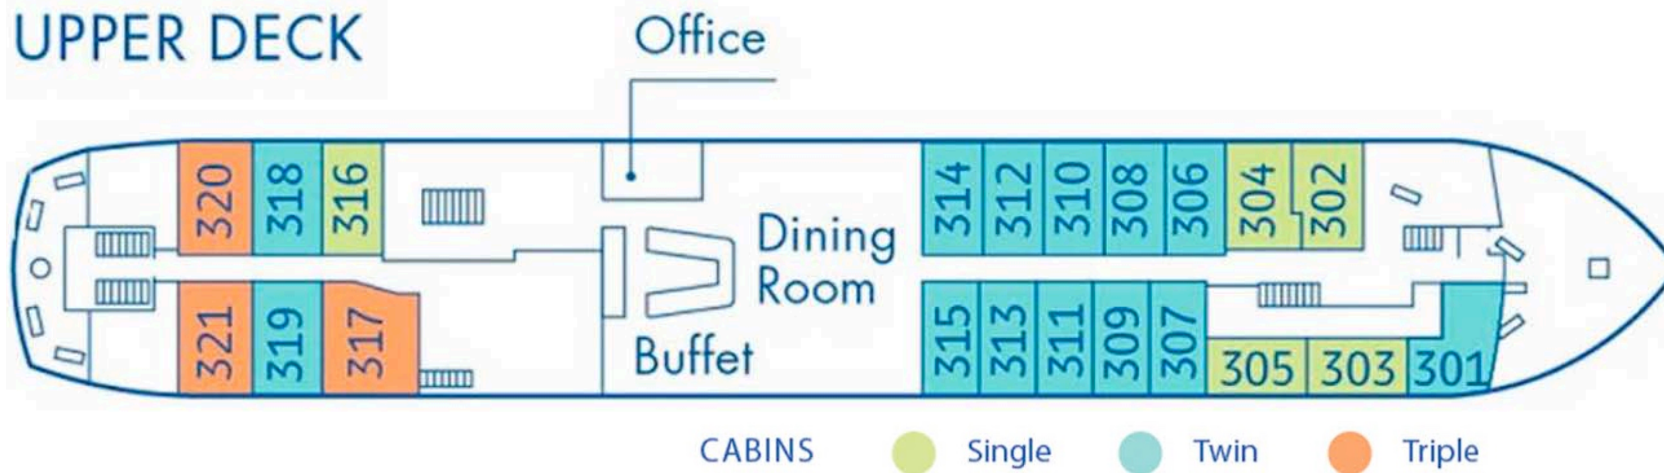 UPPER DECK
Office
320 318 316 314 312 310 308 306 304 302
Dining
Room
Buffet
321 319 317 315 313 311 309 307 305 303 301
CABINS Single Twin Triple